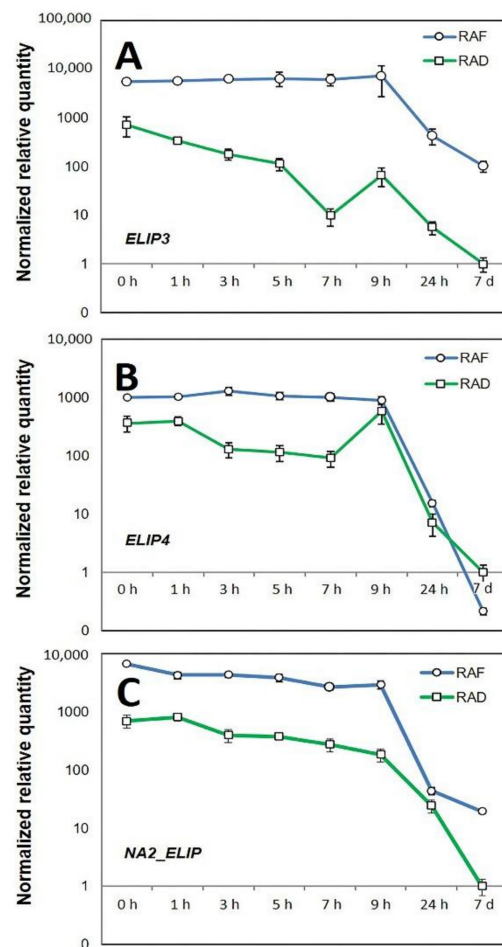 A
Normalized relative quantity
100,000
10,000
1000
100
10
1
0
RAF
RAD
ELIP3
0 h 1 h 3 h 5 h 7 h 9 h 24 h 7 d
B
Normalized relative quantity
10,000
1000
100
10
1
0
RAF
RAD
ELIP4
0 h 1 h 3 h 5 h 7 h 9 h 24 h 7 d
C
Normalized relative quantity
10,000
1000
100
10
1
0
RAF
RAD
NA2_ELIP
0 h 1 h 3 h 5 h 7 h 9 h 24 h 7 d